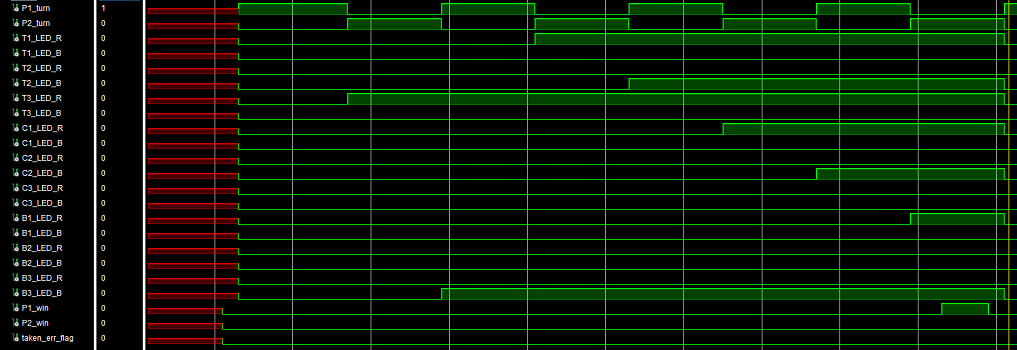 P1_turn 1
P2_turn 0
T1_LED_R 0
T1_LED_B 0
T2_LED_R 0
T2_LED_B 0
T3_LED_R 0
T3_LED_B 0
C1_LED_R 0
C1_LED_B 0
C2_LED_R 0
C2_LED_B 0
C3_LED_R 0
C3_LED_B 0
B1_LED_R 0
B1_LED_B 0
B2_LED_R 0
B2_LED_B 0
B3_LED_R 0
B3_LED_B 0
P1_win 0
P2_win 0
taken_err_flag 0